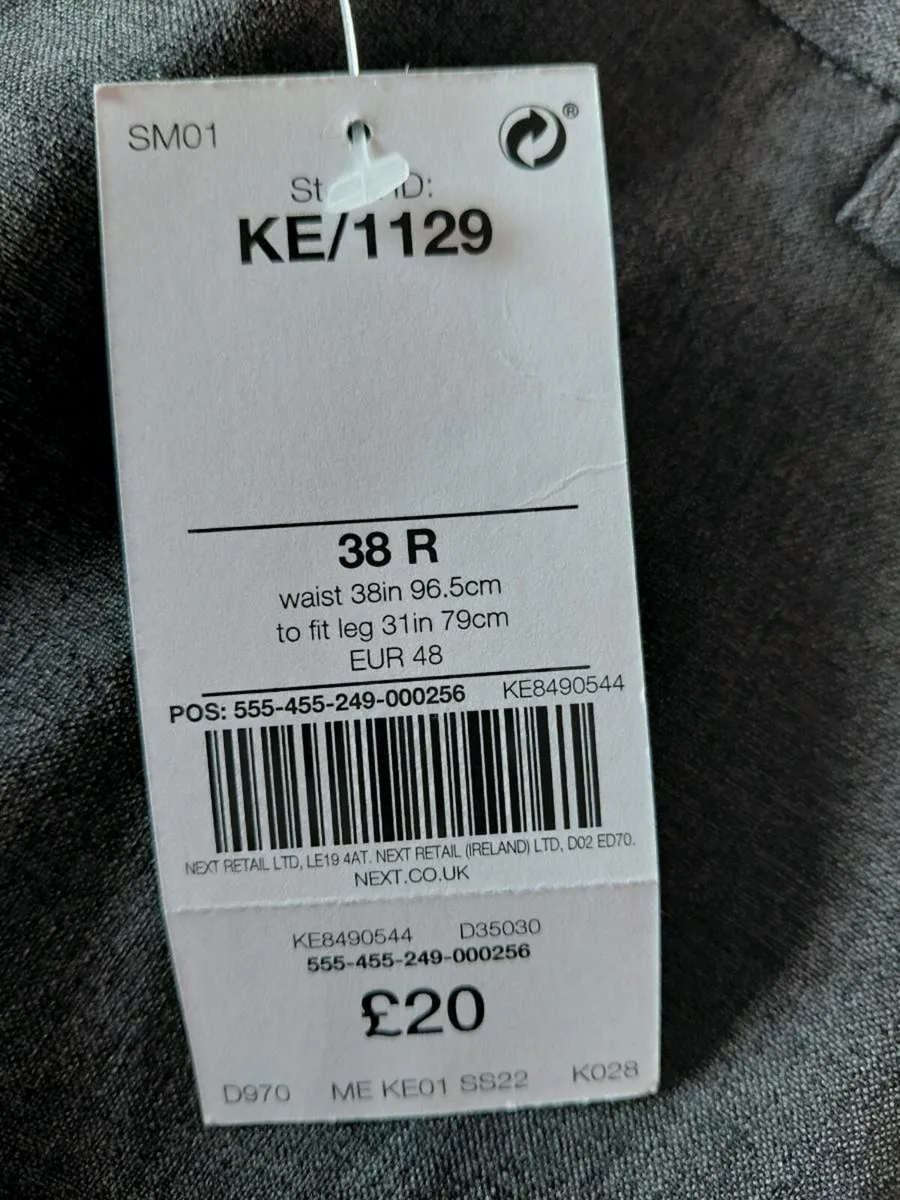 SM01
®
St ID:
KE/1129
38 R
waist 38in 96.5cm
to fit leg 31in 79cm
EUR 48
POS: 555-455-249-000256 KE8490544
NEXT RETAIL LTD, LE19 4AT. NEXT RETAIL (IRELAND) LTD, D02 ED70.
NEXT.CO.UK
KE8490544 D35030
555-455-249-000256
£20
D970 ME KE01 SS22 K028